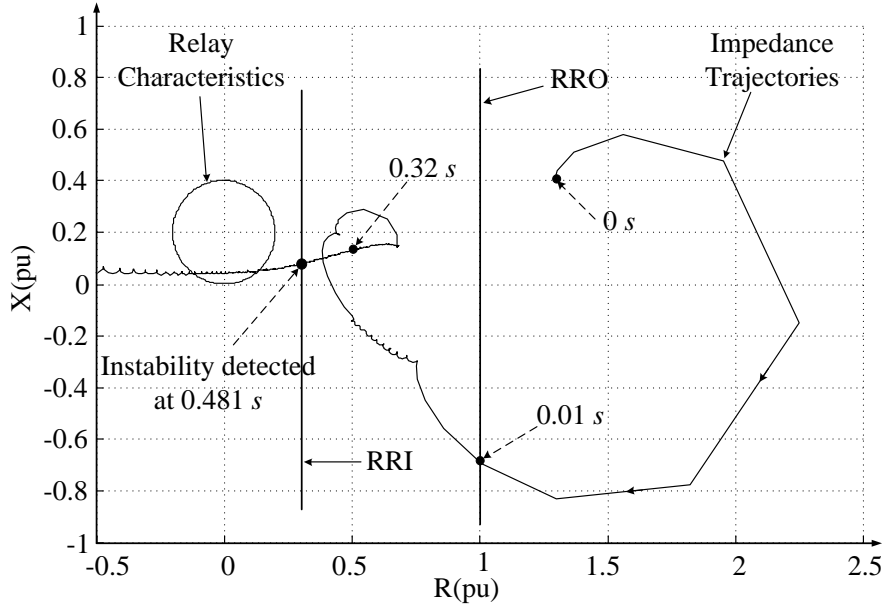 1
0.8
0.6
0.4
0.2
0
-0.2
-0.4
-0.6
-0.8
-1
X(pu)
Relay
Characteristics
RRO
Impedance
Trajectories
0.32 s
0 s
Instability detected
at 0.481 s
0.01 s
RRI
-0.5
0
0.5
1
1.5
2
2.5
R(pu)